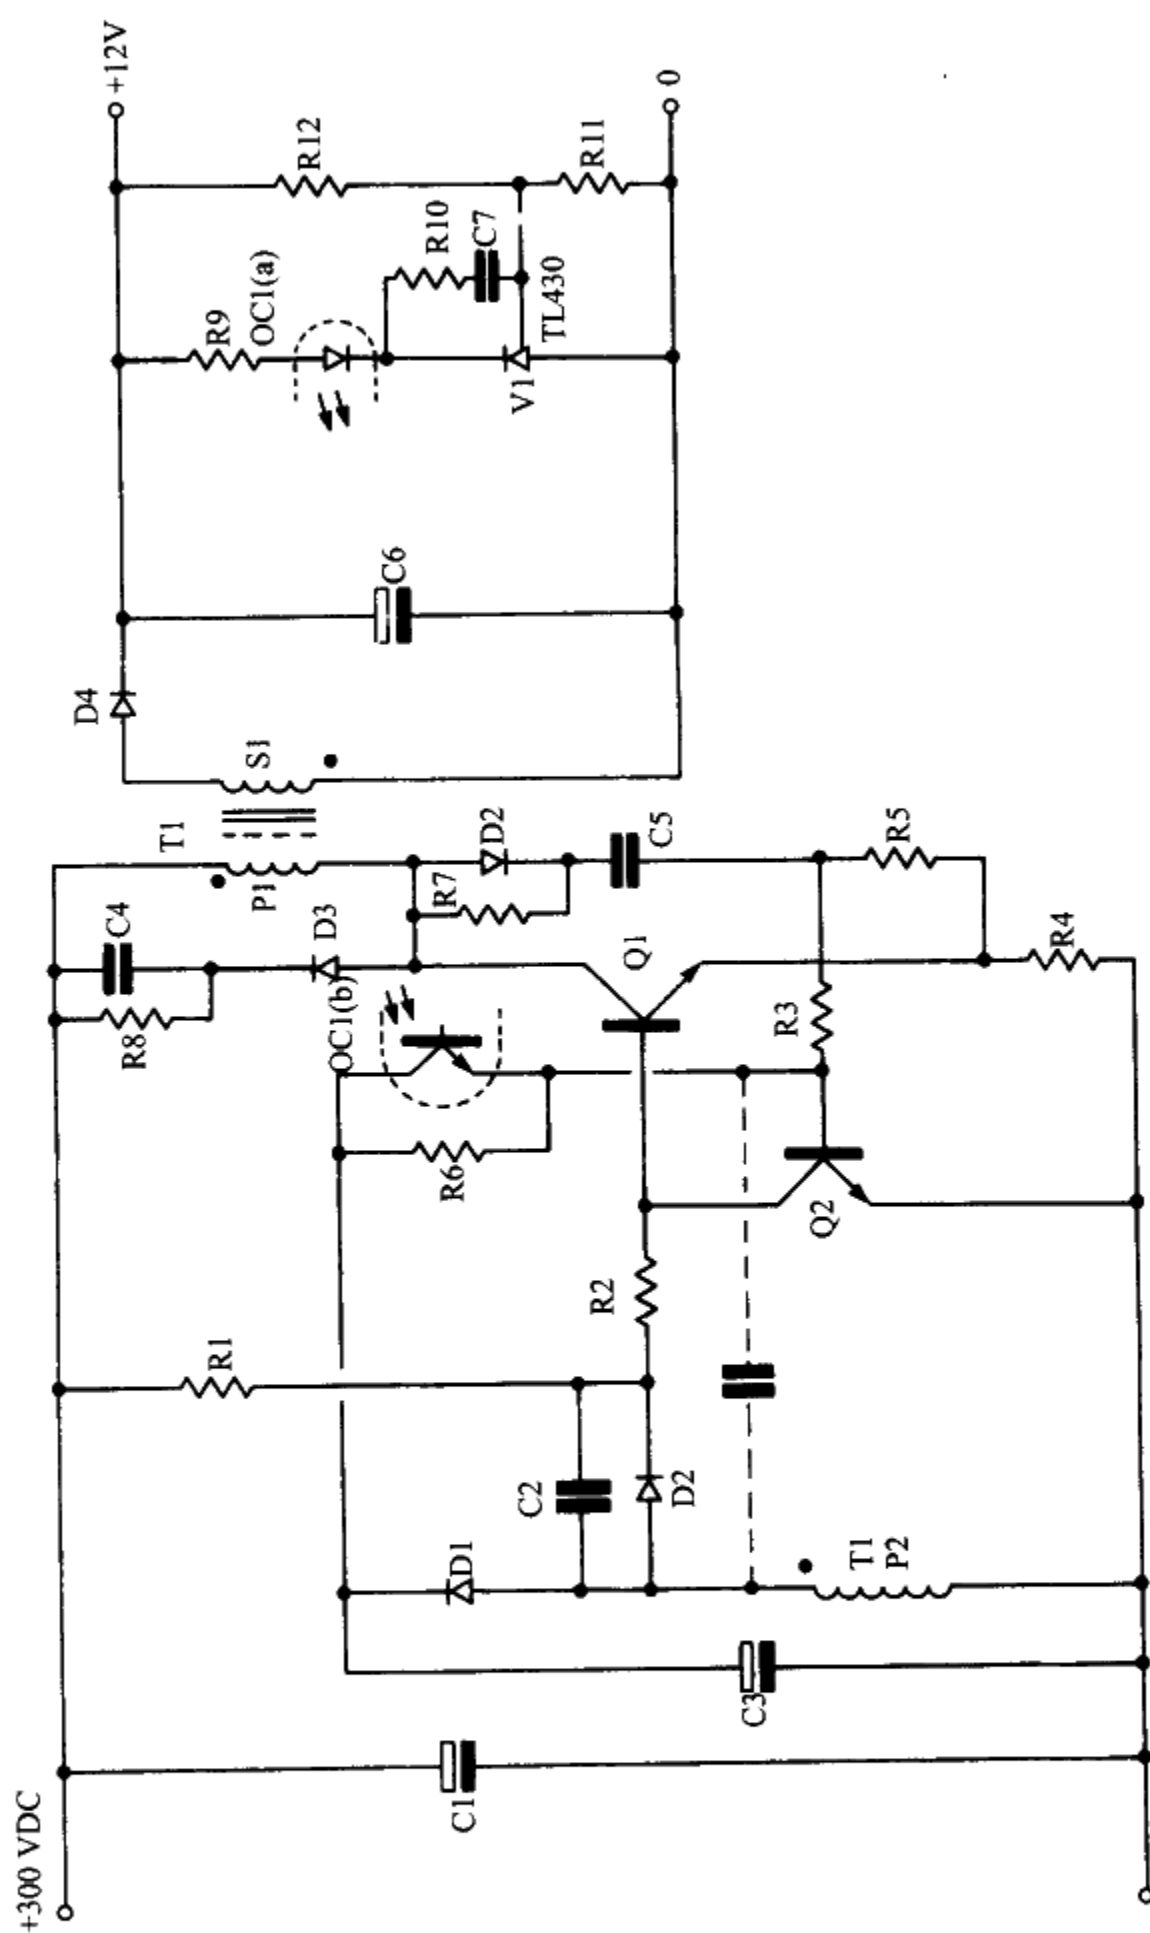 +300 VDC
C1
C3
D1
C2
D2
T1
P2
R1
R2
R6
OC1(b)
Q2
R8
C4
D3
Q1
R3
R4
R7
D2
C5
R5
P1
T1
S1
D4
C6
R9
OC1(a)
V1
TL430
R10
C7
R12
R11
+12V
0